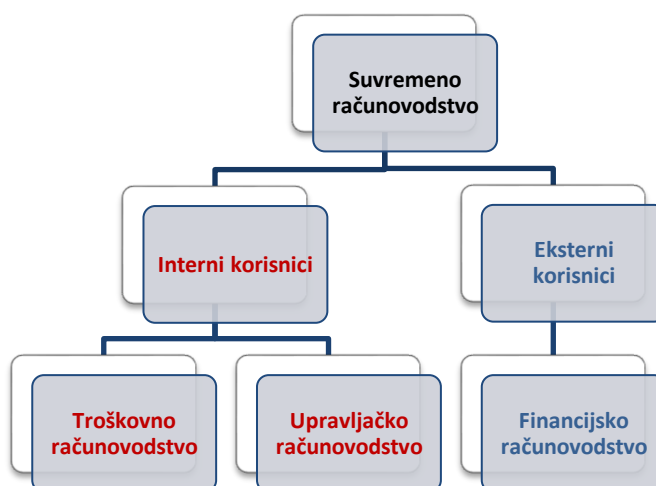 Suvremeno
računovodstvo
Interni korisnici
Eksterni
korisnici
Troškovno
računovodstvo
Upravljačko
računovodstvo
Financijsko
računovodstvo